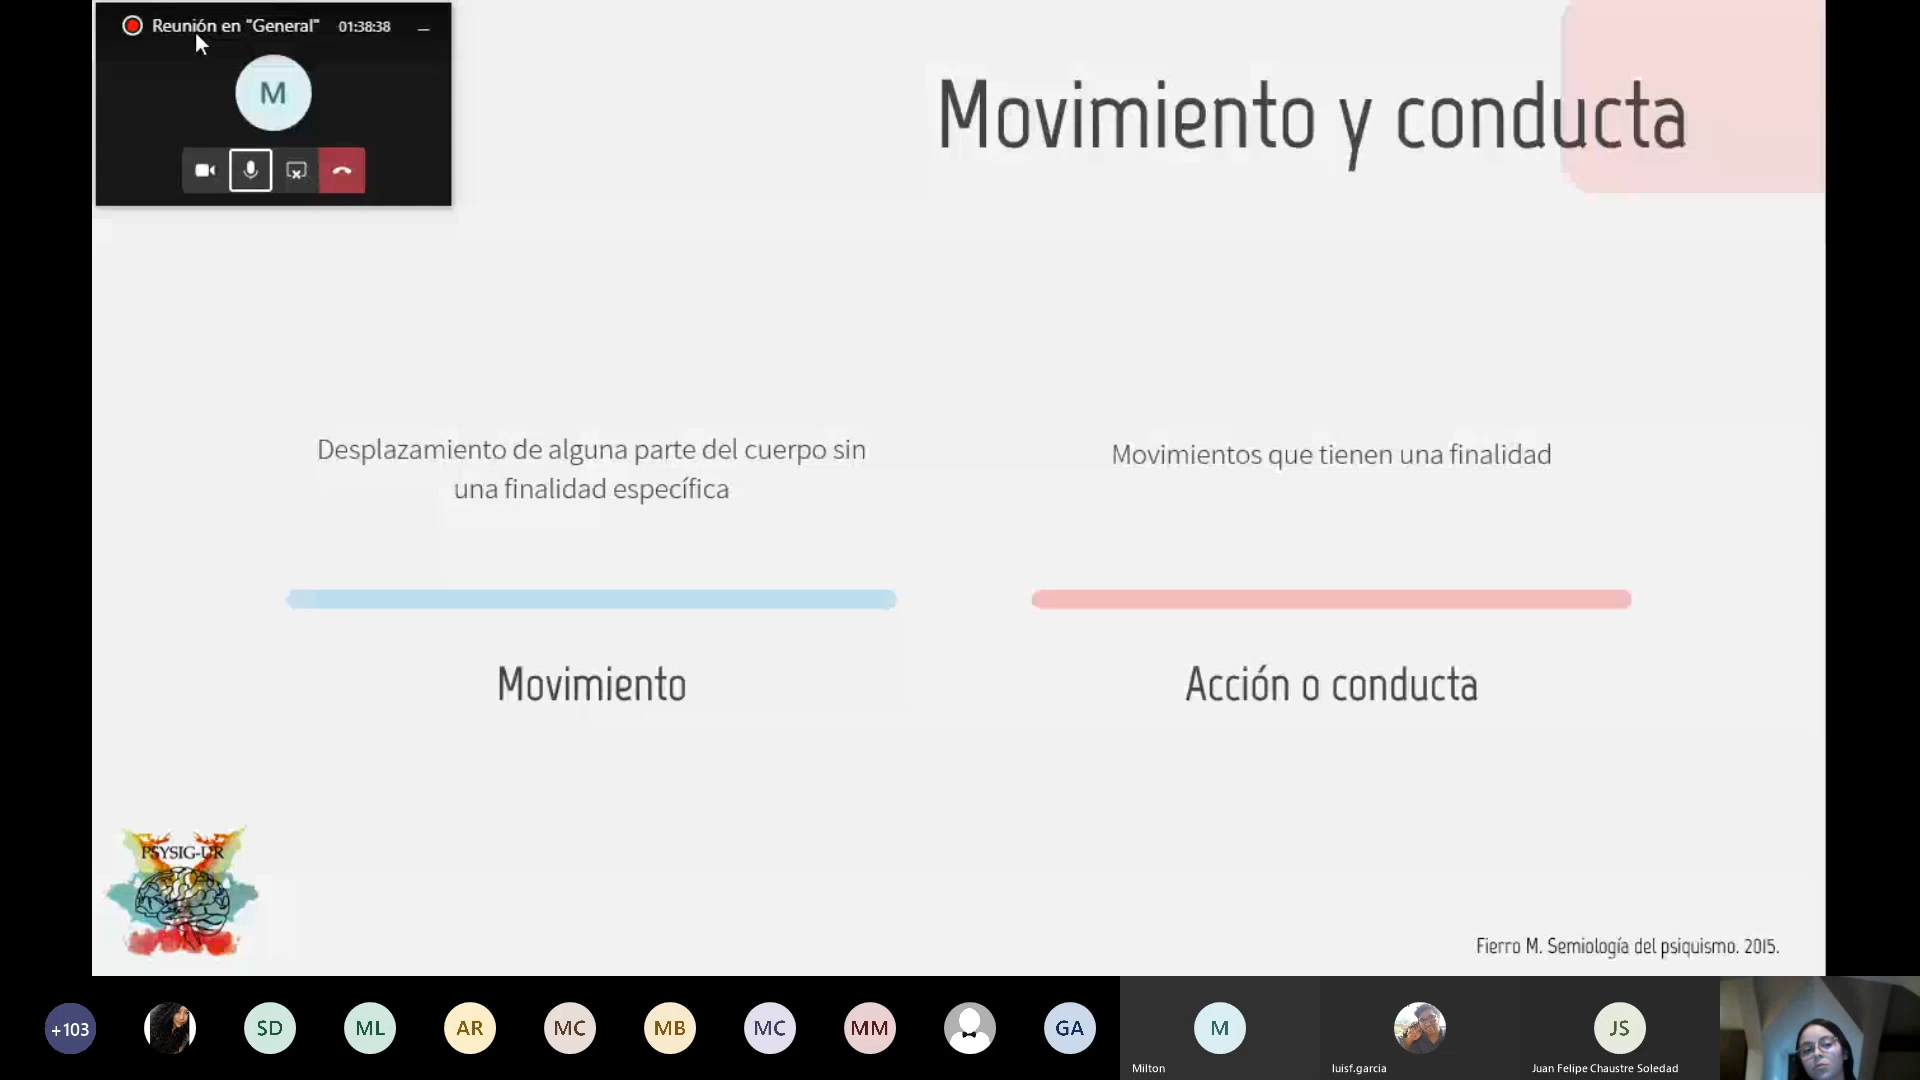 Reunión en "General" 01:38:38
M
Movimiento y conducta
Desplazamiento de alguna parte del cuerpo sin
una finalidad específica
Movimientos que tienen una finalidad
Movimiento
Acción o conducta
PSYSIG-UR
Fierro M. Semiología del psiquismo. 2015.
+103
SD
ML
AR
MC
MB
MC
MM
GA
M
Milton
luisf.garcia
JS
Juan Felipe Chaustre Soledad